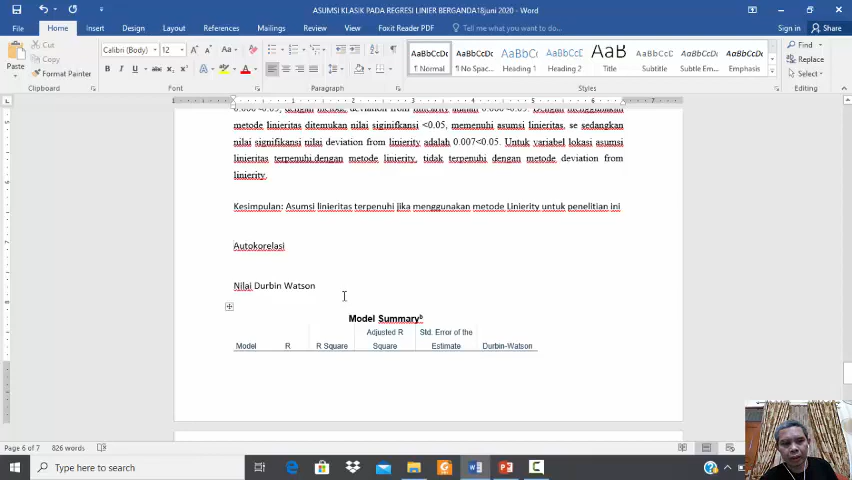 ASUMSI KLASIK PADA REGRESI LINIER BERGANDA18juni 2020 - Word
Sign in Share
File Home Insert Draw Design Layout References Mailings Review View Foxit Reader PDF Tell me what you want to do
Cut
Copy
Format Painter
Paste
Clipboard
Calibri (Body) 12
B I U
Font
Paragraph
AaBbCcDc AaBbCcDc AaBbCc AaBbCcC AaB AaBbCcC AaBbCcDc
¶ Normal ¶ No Spac... Heading 1 Heading 2 Title Subtitle Subtle Em...
Styles
Find
Replace
Select
Editing
metode linieritas ditemukan nilai siginifkansi <0.05, memenuhi asumsi linieritas, se sedangkan
nilai signifikansi nilai deviation from linierity adalah 0.007<0.05. Untuk variabel lokasi asumsi
linieritas terpenuhi.dengan metode linierity, tidak terpenuhi dengan metode deviation from
linierity.
Kesimpulan: Asumsi linieritas terpenuhi jika menggunakan metode Linierity untuk penelitian ini
Autokorelasi
Nilai Durbin Watson
Model Summaryᵇ
Model R R Square Adjusted R Square Std. Error of the Estimate Durbin-Watson
Page 6 of 7 826 words
Type here to search